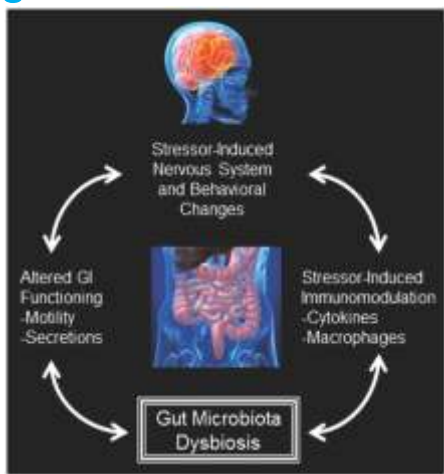 Stressor-Induced
Nervous System
and Behavioral
Changes
Altered GI
Functioning
-Motility
-Secretions
Stressor-Induced
Immunomodulation
-Cytokines
-Macrophages
Gut Microbiota
Dysbiosis